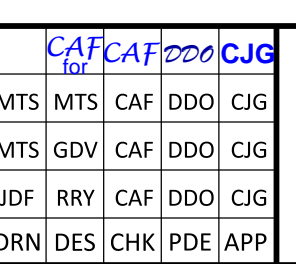 CAF for CAF DDO CJG
MTS MTS CAF DDO CJG
MTS GDV CAF DDO CJG
JDF RRY CAF DDO CJG
DRN DES CHK PDE APP